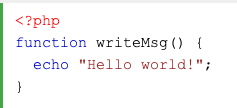 <?php
function writeMsg() {
  echo "Hello world!";
}